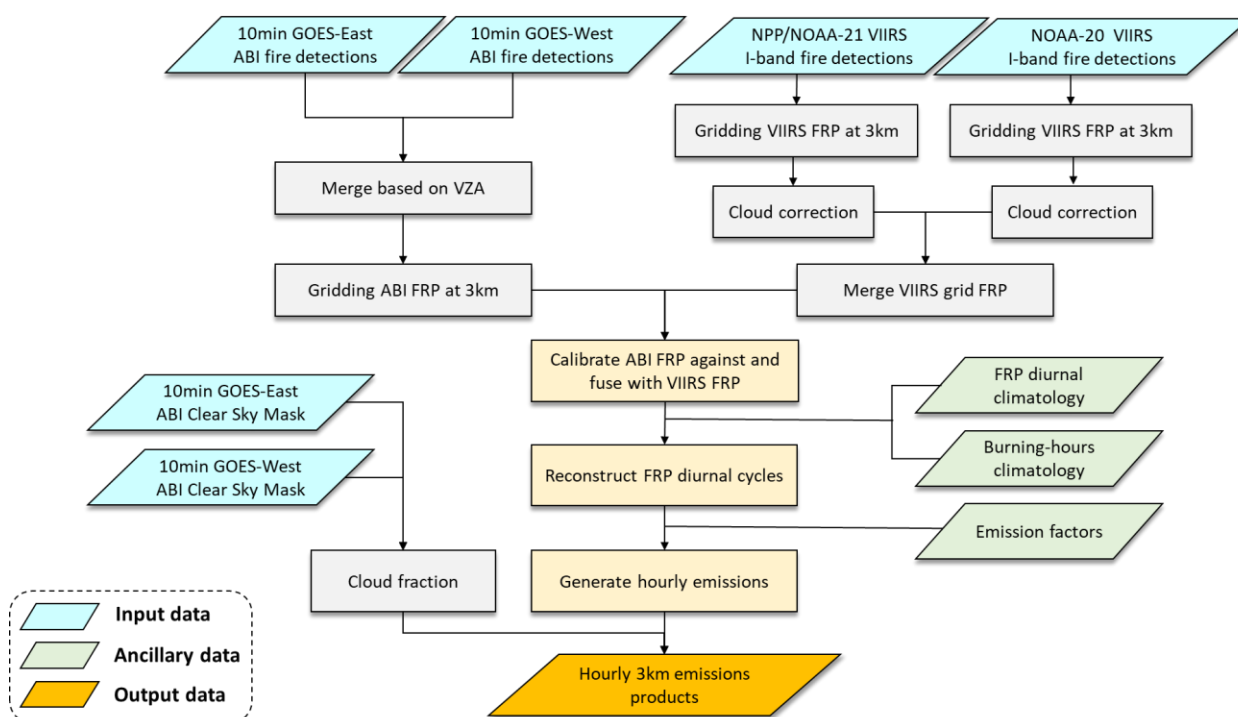 10min GOES-East
ABI fire detections
10min GOES-West
ABI fire detections
NPP/NOAA-21 VIIRS
I-band fire detections
NOAA-20 VIIRS
I-band fire detections
Gridding VIIRS FRP at 3km
Gridding VIIRS FRP at 3km
Merge based on VZA
Cloud correction
Cloud correction
Gridding ABI FRP at 3km
Merge VIIRS grid FRP
Calibrate ABI FRP against and
fuse with VIIRS FRP
10min GOES-East
ABI Clear Sky Mask
FRP diurnal
climatology
10min GOES-West
ABI Clear Sky Mask
Reconstruct FRP diurnal cycles
Burning-hours
climatology
Emission factors
Cloud fraction
Generate hourly emissions
Input data
Ancillary data
Output data
Hourly 3km emissions
products